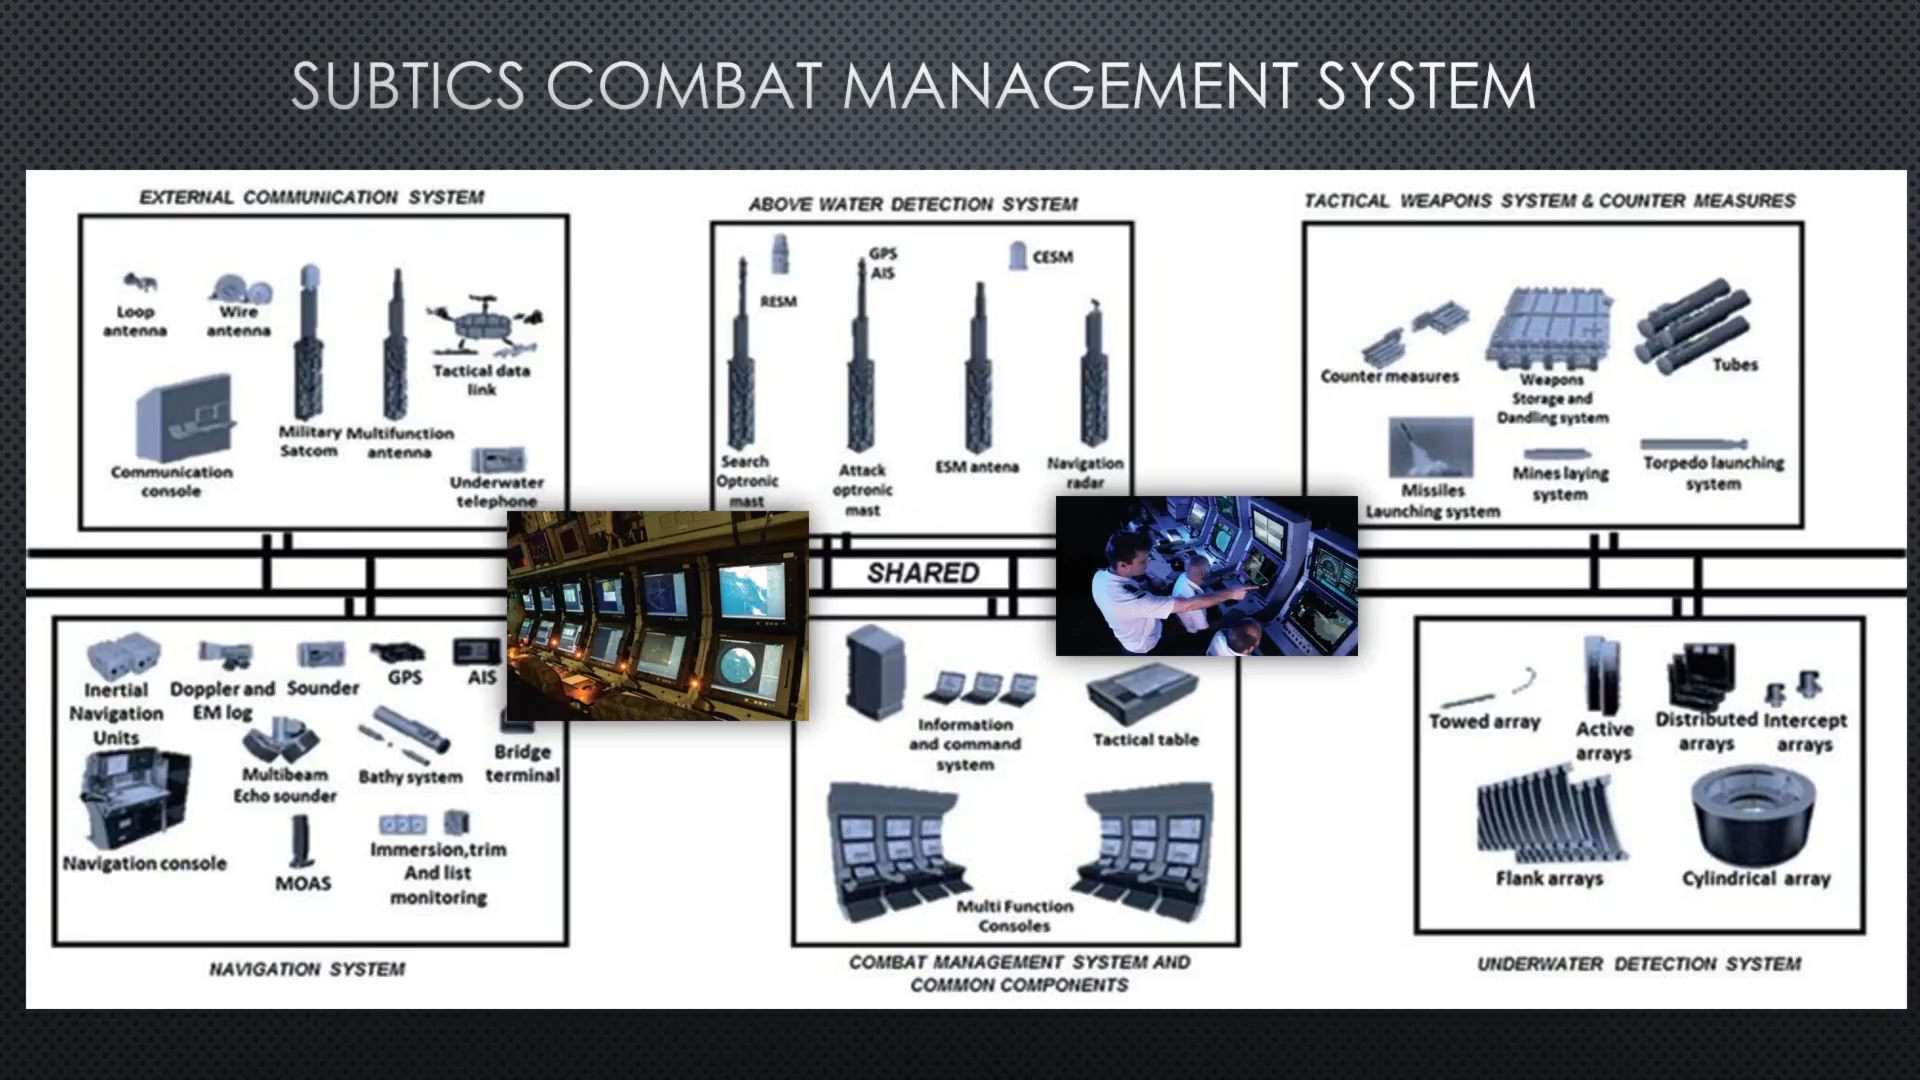 SUBTICS COMBAT MANAGEMENT SYSTEM
EXTERNAL COMMUNICATION SYSTEM
Loop
antenna
Wire
antenna
Tactical data
link
Communication
console
Military
Satcom
Multifunction
antenna
Underwater
telephone
ABOVE WATER DETECTION SYSTEM
RESM
GPS
AIS
CESM
Search
Optronic
mast
Attack
optronic
mast
ESM antena
Navigation
radar
TACTICAL WEAPONS SYSTEM & COUNTER MEASURES
Counter measures
Weapons
Storage and
Dandling system
Tubes
Missiles
Launching system
Mines laying
system
Torpedo launching
system
SHARED
Inertial
Navigation
Units
Doppler and
EM log
Sounder
GPS
AIS
Multibeam
Echo sounder
Bathy system
Bridge
terminal
Navigation console
MOAS
Immersion,trim
And list
monitoring
NAVIGATION SYSTEM
Information
and command
system
Tactical table
Multi Function
Consoles
COMBAT MANAGEMENT SYSTEM AND
COMMON COMPONENTS
Towed array
Active
arrays
Distributed
arrays
Intercept
arrays
Flank arrays
Cylindrical array
UNDERWATER DETECTION SYSTEM